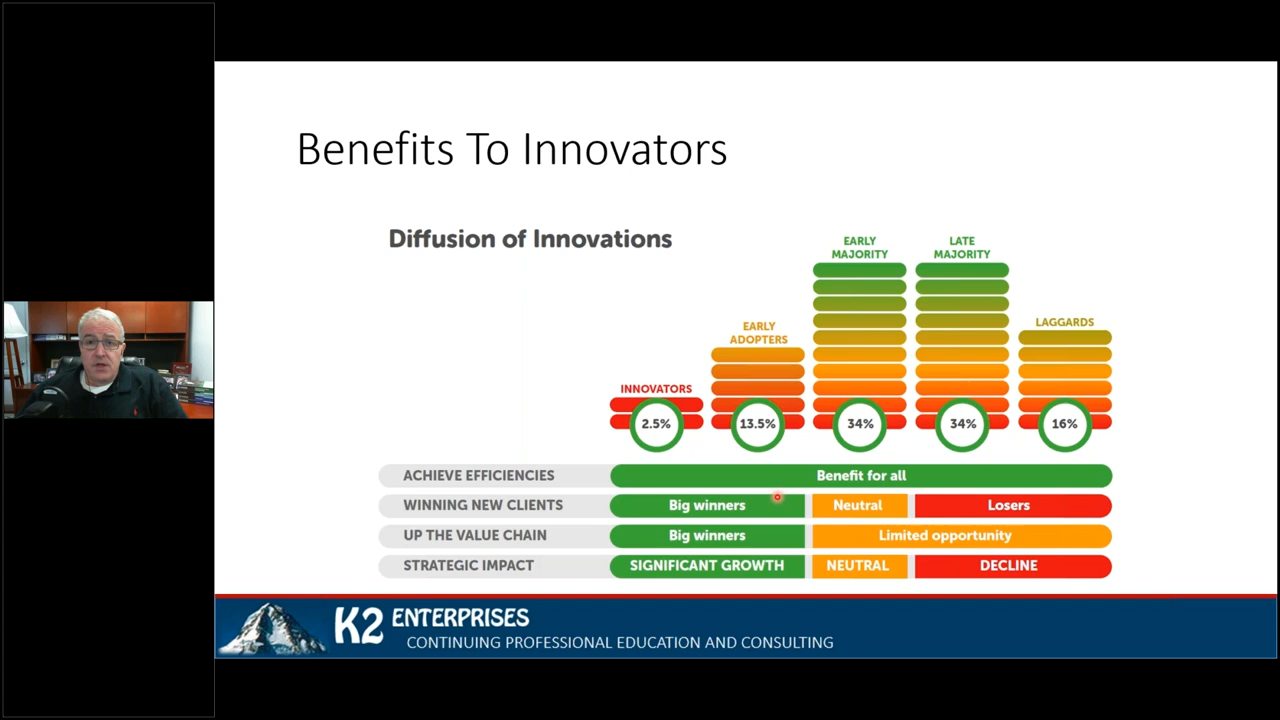 Benefits To Innovators
Diffusion of Innovations
EARLY
MAJORITY
LATE
MAJORITY
EARLY
ADOPTERS
LAGGARDS
INNOVATORS
2.5%
13.5%
34%
34%
16%
ACHIEVE EFFICIENCIES
Benefit for all
WINNING NEW CLIENTS
Big winners
Neutral
Losers
UP THE VALUE CHAIN
Big winners
Limited opportunity
STRATEGIC IMPACT
SIGNIFICANT GROWTH
NEUTRAL
DECLINE
K2 ENTERPRISES
CONTINUING PROFESSIONAL EDUCATION AND CONSULTING